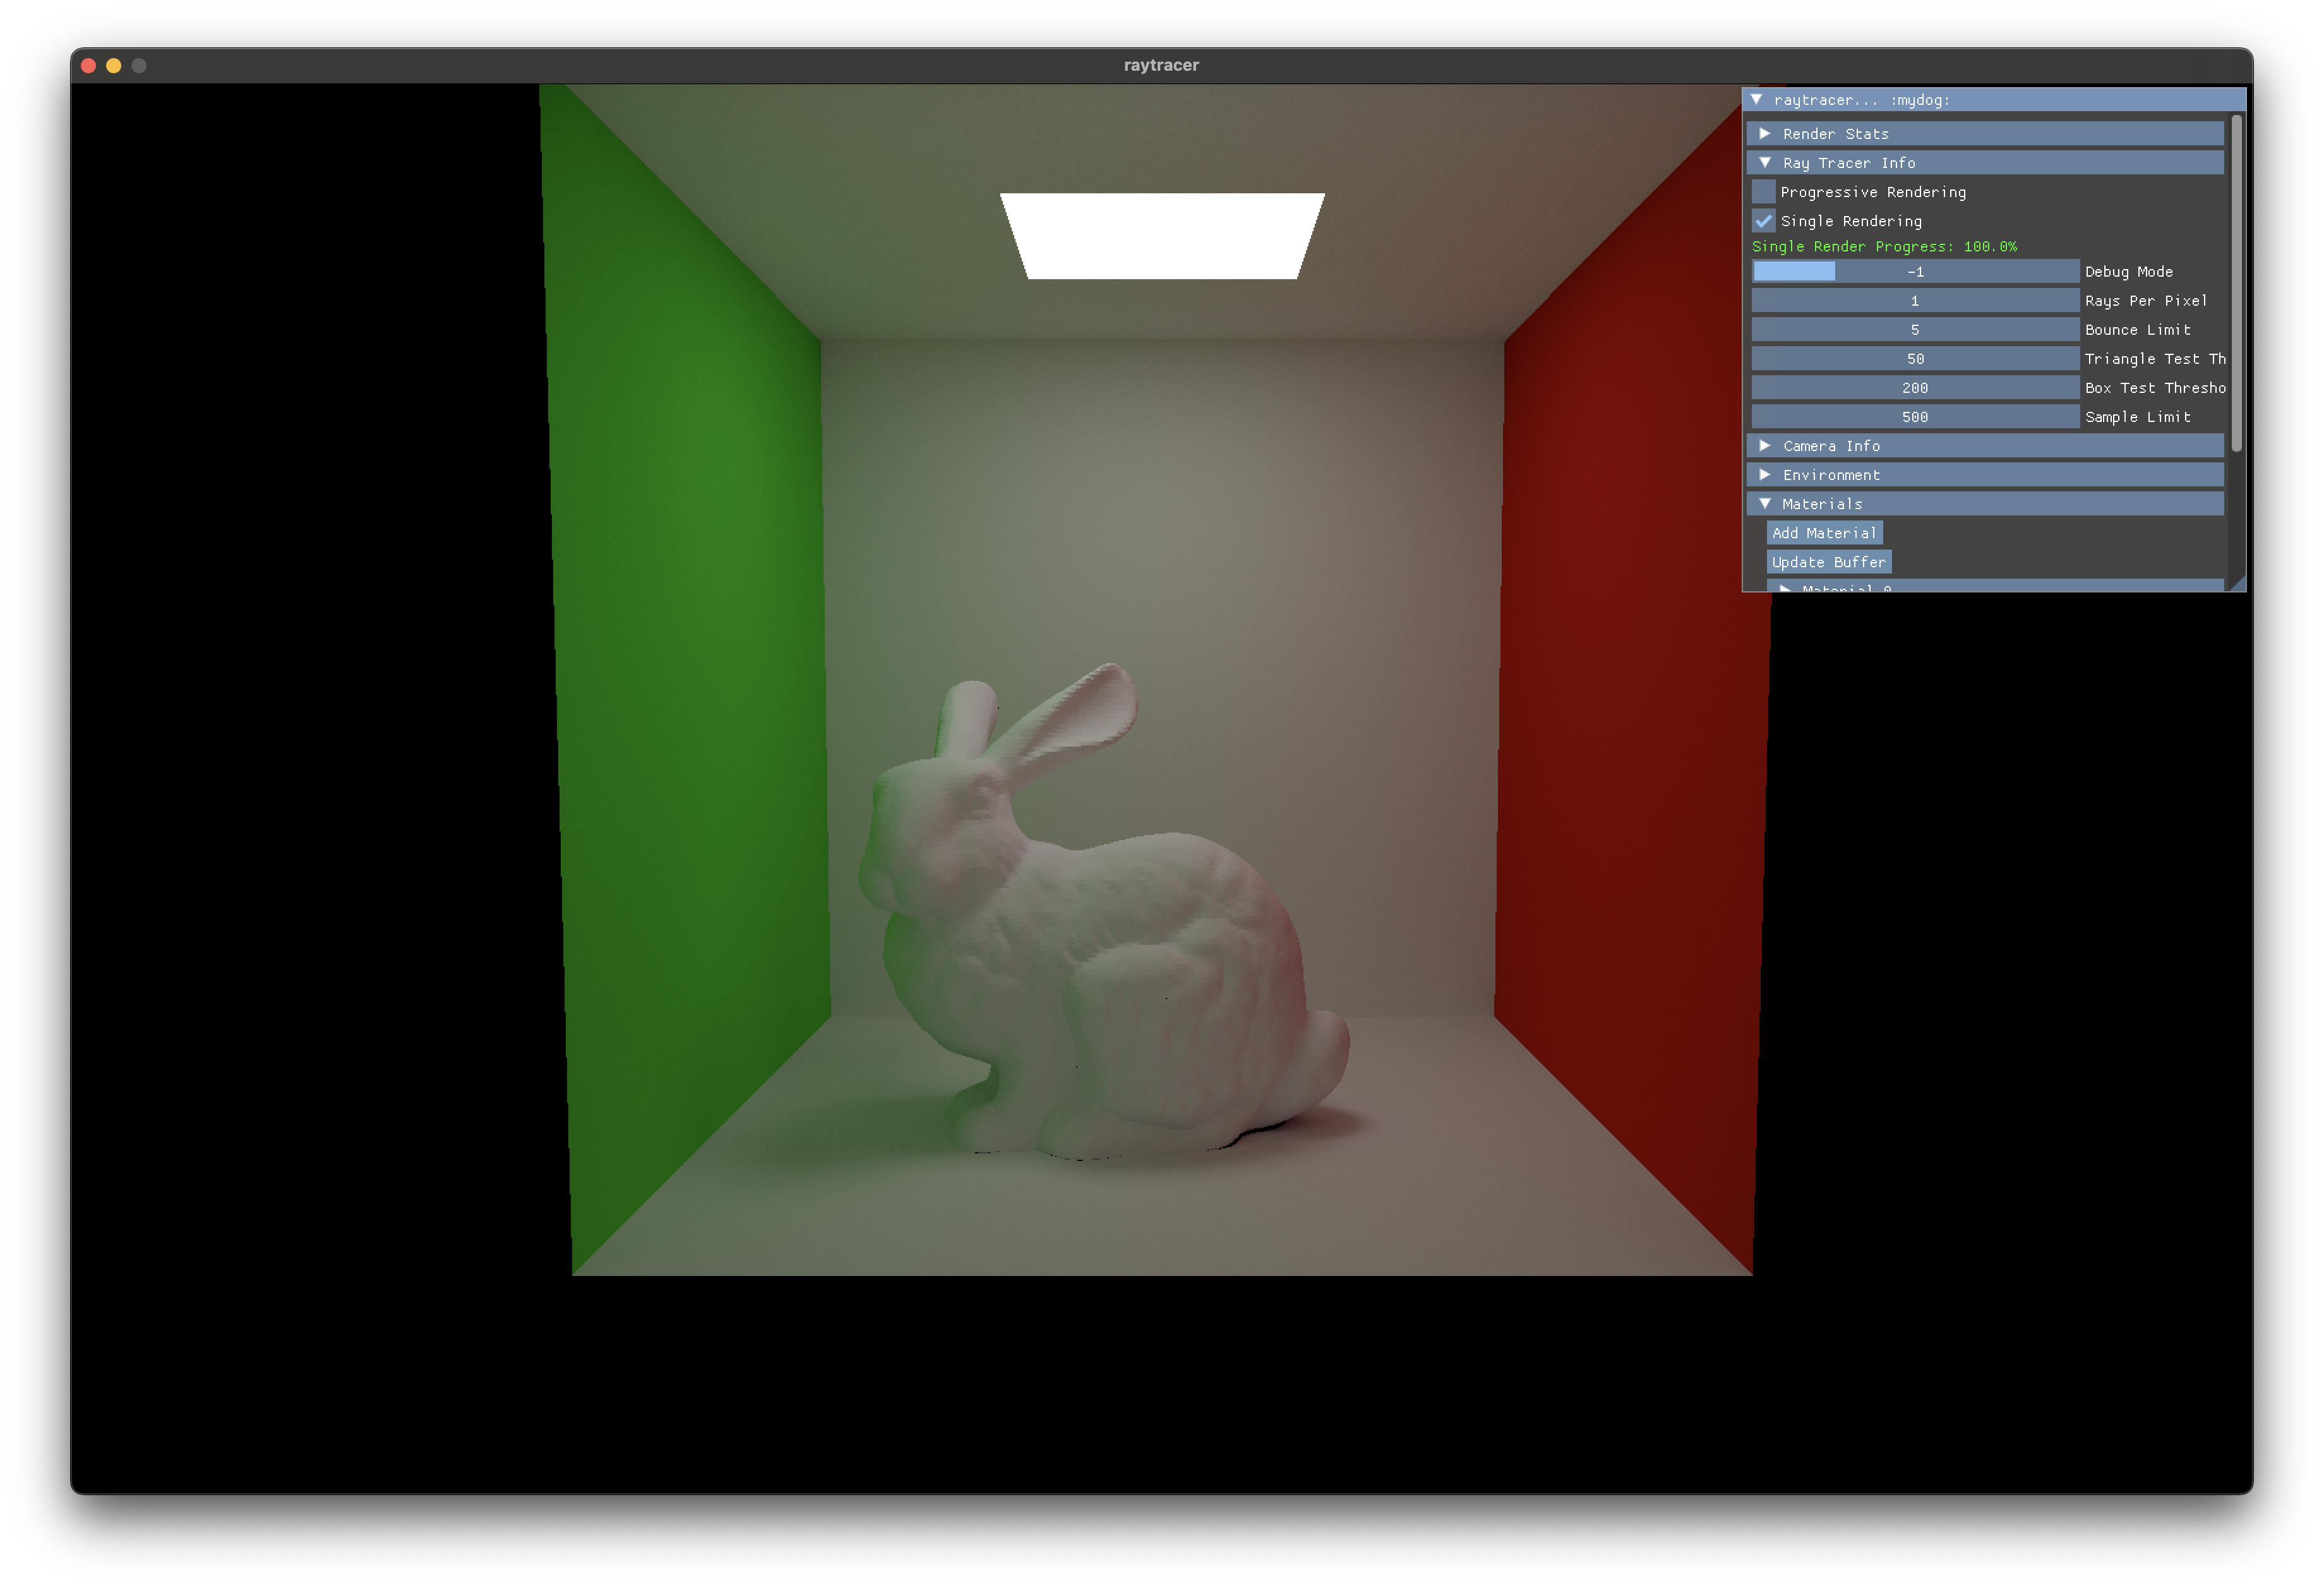 raytracer
raytracer... :mydog:
Render Stats
Ray Tracer Info
Progressive Rendering
Single Rendering
Single Render Progress: 100.0%
-1 Debug Mode
1 Rays Per Pixel
5 Bounce Limit
50 Triangle Test Th
200 Box Test Thresho
500 Sample Limit
Camera Info
Environment
Materials
Add Material
Update Buffer
Material 0